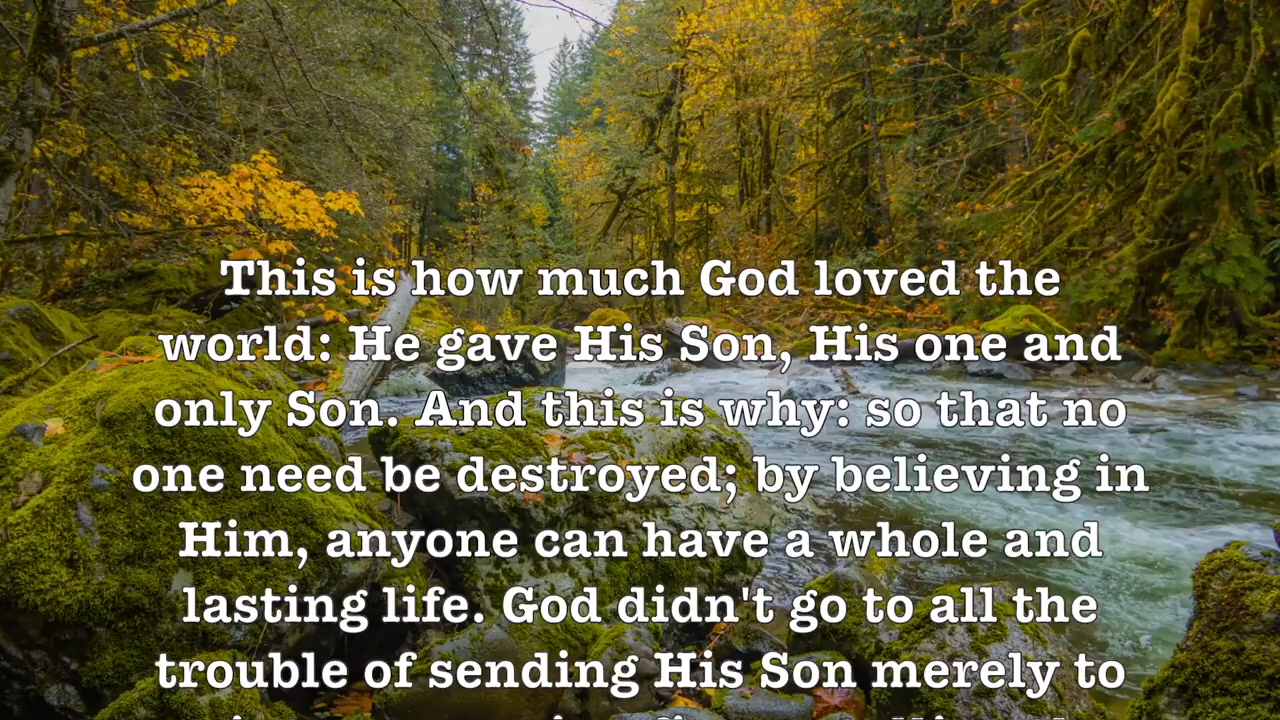 This is how much God loved the
world: He gave His Son, His one and
only Son. And this is why: so that no
one need be destroyed; by believing in
Him, anyone can have a whole and
lasting life. God didn't go to all the
trouble of sending His Son merely to